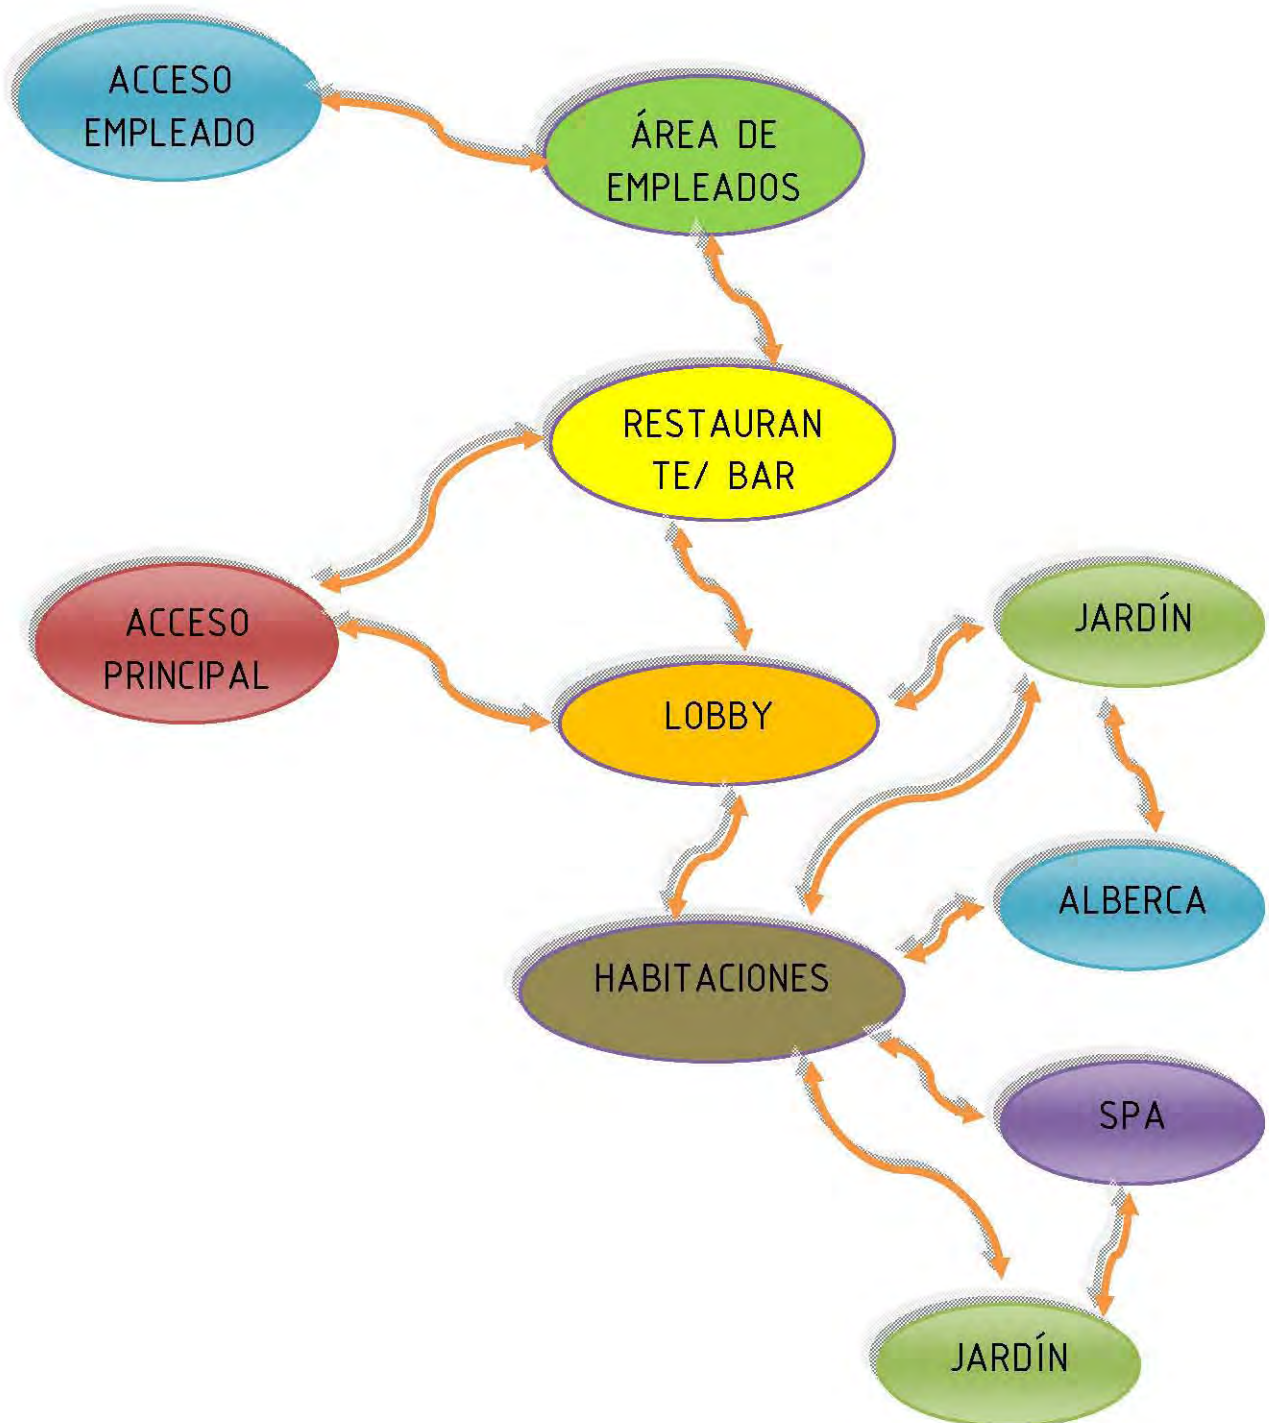 ACCESO
EMPLEADO
ÁREA DE
EMPLEADOS
RESTAURAN
TE/ BAR
ACCESO
PRINCIPAL
JARDÍN
LOBBY
ALBERCA
HABITACIONES
SPA
JARDÍN